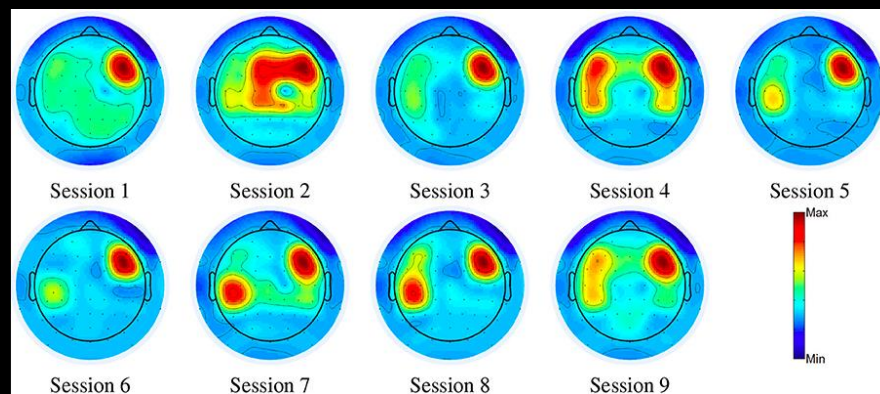 Session 1
Session 2
Session 3
Session 4
Session 5
Max
Min
Session 6
Session 7
Session 8
Session 9